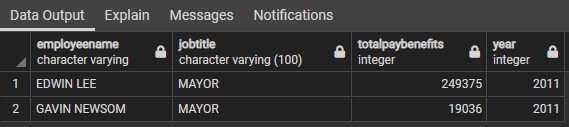 Data Output Explain Messages Notifications
employeename jobtitle totalpaybenefits year
character varying character varying (100) integer integer
1 EDWIN LEE MAYOR 249375 2011
2 GAVIN NEWSOM MAYOR 19036 2011